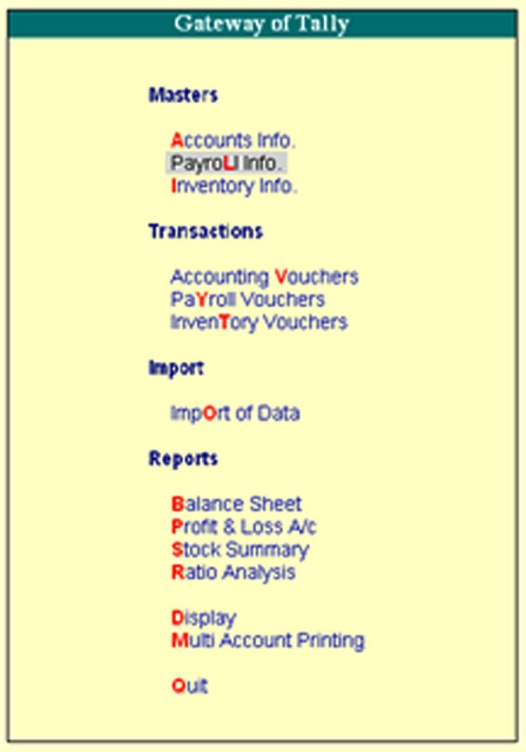 Gateway of Tally
Masters
Accounts Info.
PayroLl Info.
Inventory Info.
Transactions
Accounting Vouchers
PaYroll Vouchers
InvenTory Vouchers
Import
ImpOrt of Data
Reports
Balance Sheet
Profit & Loss A/c
Stock Summary
Ratio Analysis
Display
Multi Account Printing
Quit